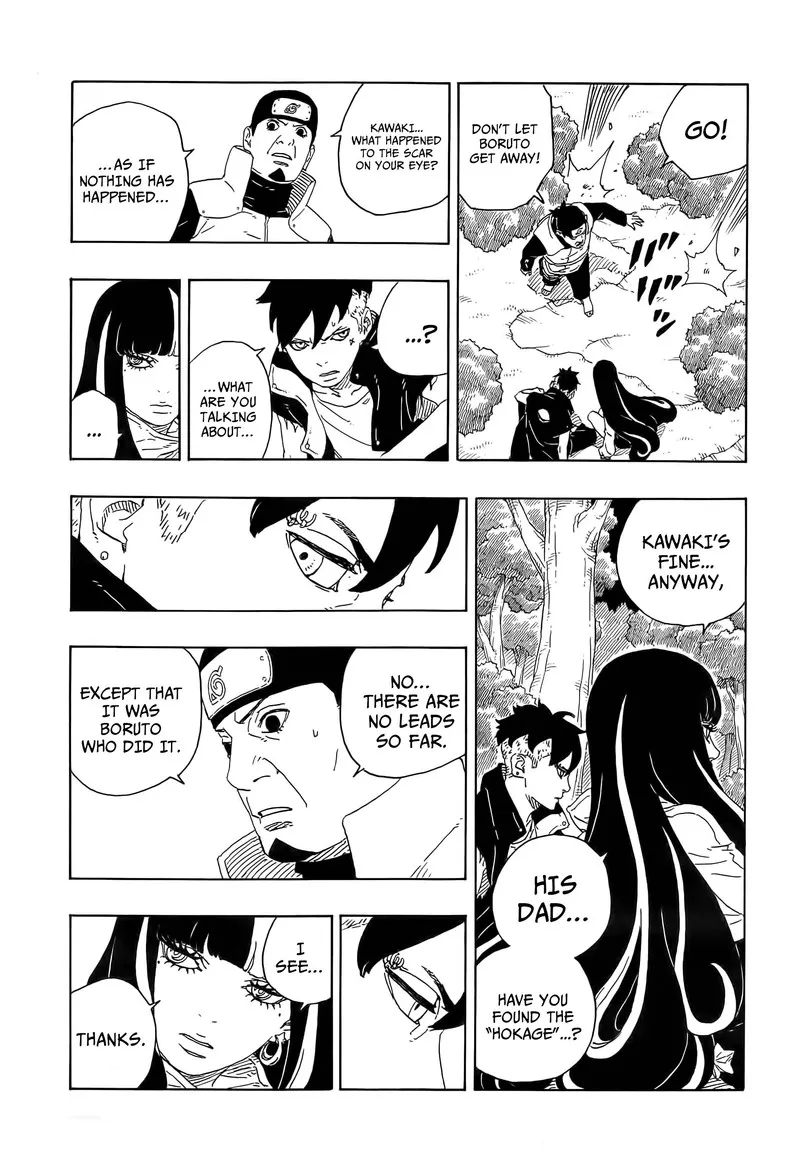 GO!
DON'T LET
BORUTO
GET AWAY!
KAWAKI...
WHAT HAPPENED
TO THE SCAR
ON YOUR EYE?
...AS IF
NOTHING HAS
HAPPENED...
...?
...WHAT
ARE YOU
TALKING
ABOUT...
...
KAWAKI'S
FINE...
ANYWAY,
HIS
DAD...
HAVE YOU
FOUND THE
"HOKAGE"...?
NO...
THERE ARE
NO LEADS
SO FAR.
EXCEPT THAT
IT WAS
BORUTO
WHO DID IT.
I
SEE...
THANKS.